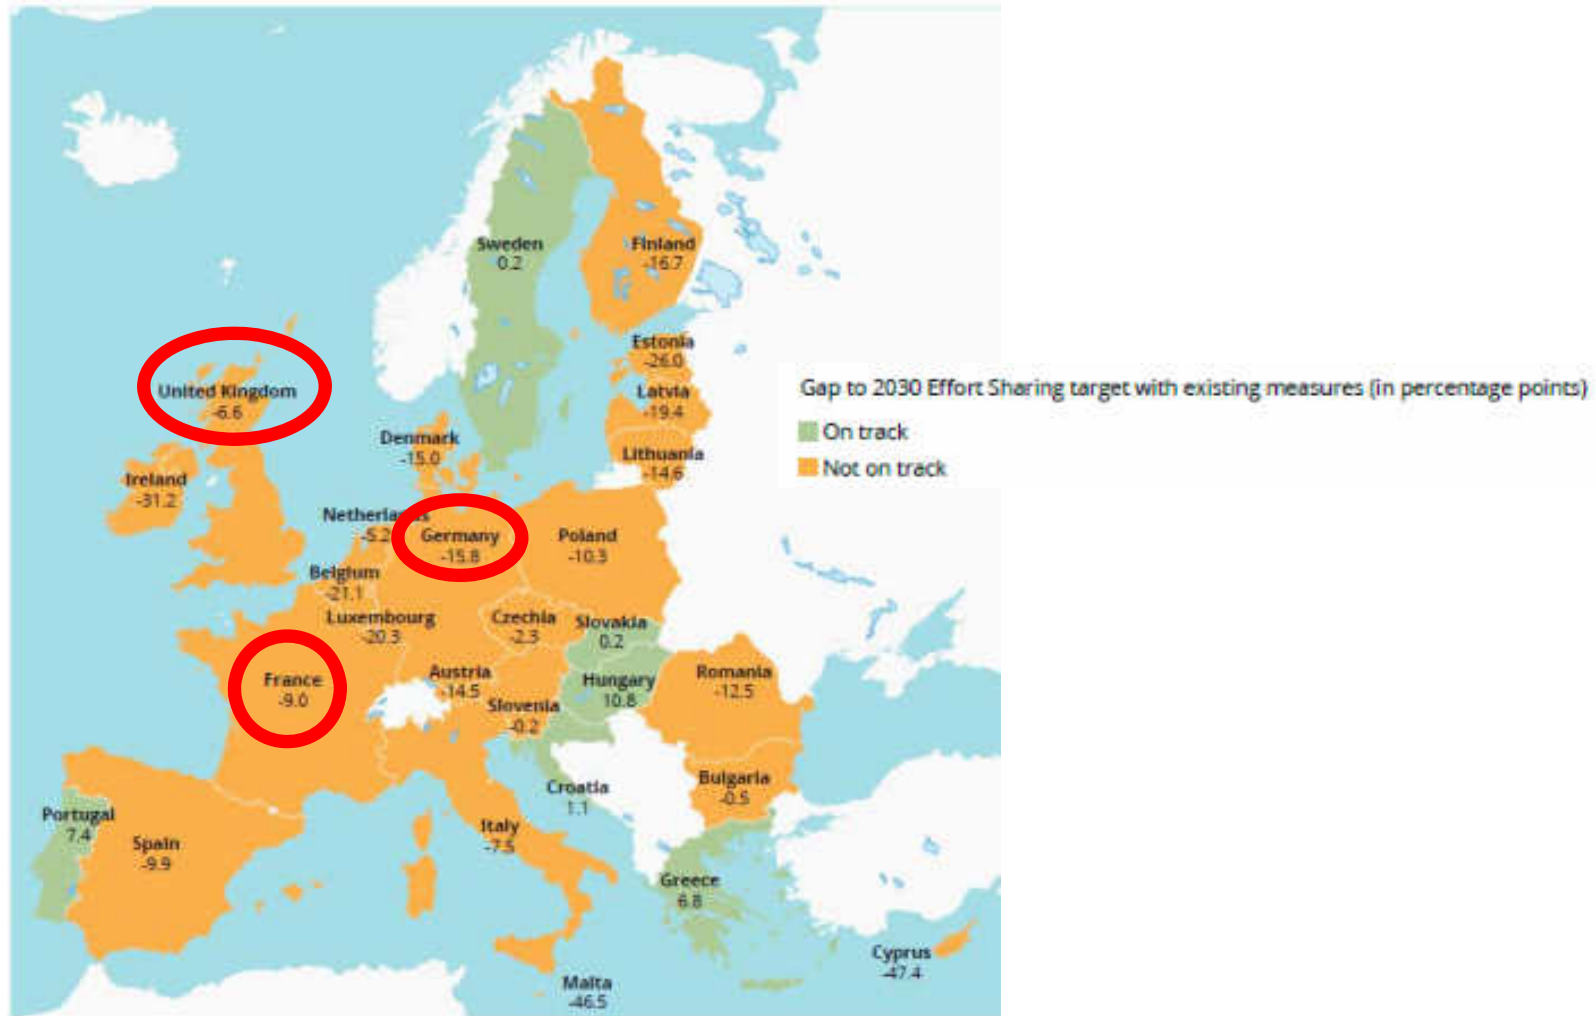 Sweden
0.2
Finland
-16.7
Estonia
-26.0
United Kingdom
-6.6
Latvia
-19.4
Gap to 2030 Effort Sharing target with existing measures (in percentage points)
On track
Not on track
Denmark
-15.0
Lithuania
-14.6
Ireland
-31.2
Netherlands
-5.2
Germany
-15.8
Poland
-10.3
Belgium
-21.1
Luxembourg
-20.3
Czechia
-2.3
Slovakia
0.2
France
-9.0
Austria
-14.5
Hungary
10.8
Romania
-12.5
Slovenia
-0.2
Croatia
1.1
Bulgaria
-0.5
Portugal
7.4
Spain
-9.9
Italy
-7.5
Greece
6.8
Cyprus
-47.4
Malta
-46.5